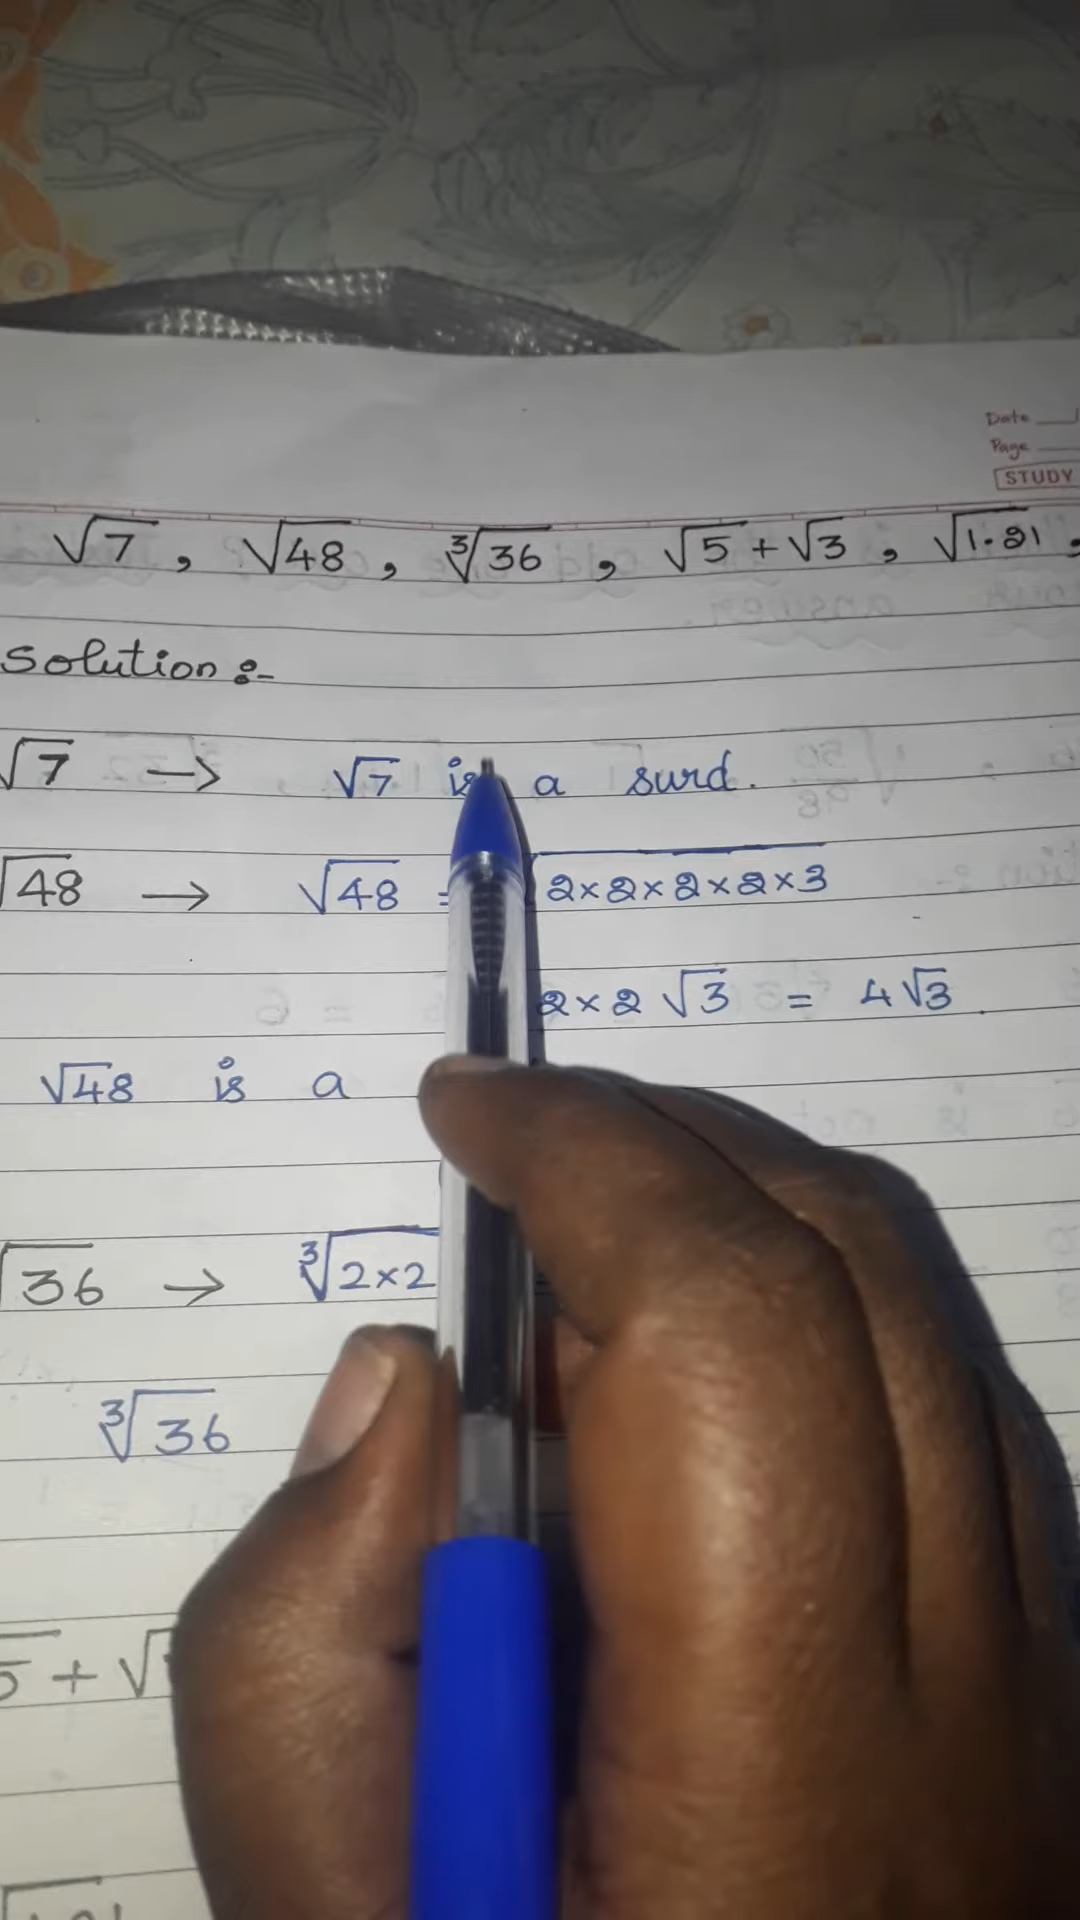 Date
Page
STUDY
√7 , √48 , ∛36 , √5 + √3 , √1.21 ,
Solution :-
√7 → √7 is a surd.
√48 → √48 = √2×2×2×2×3
2×2 √3 = 4√3 .
√48 is a
√36 → ∛2×2
∛36
5 + √